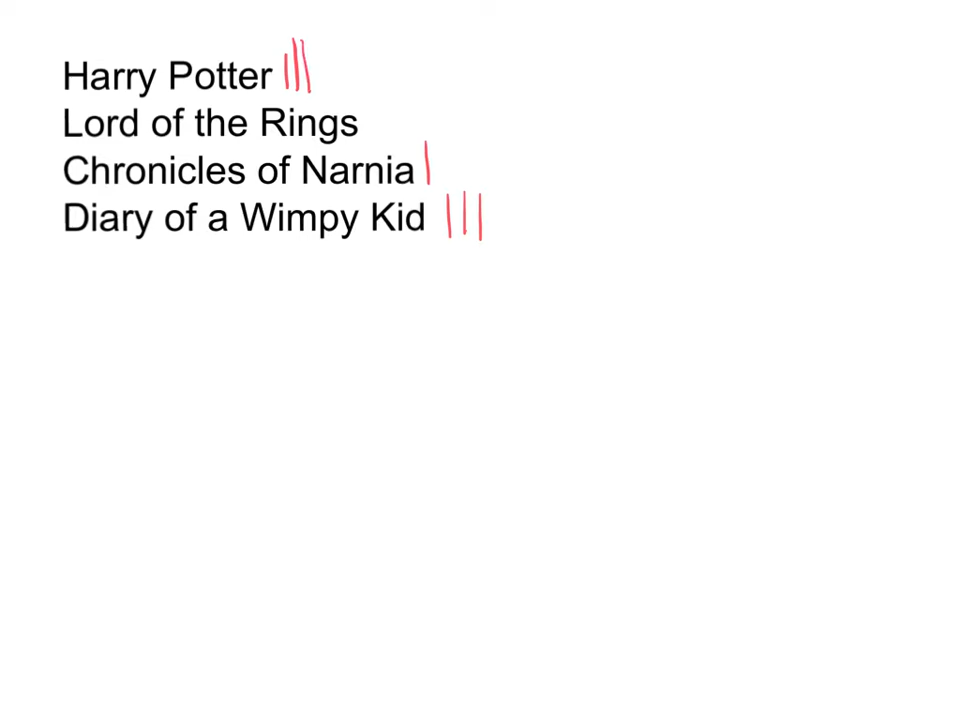 Harry Potter |||
Lord of the Rings
Chronicles of Narnia |
Diary of a Wimpy Kid |||